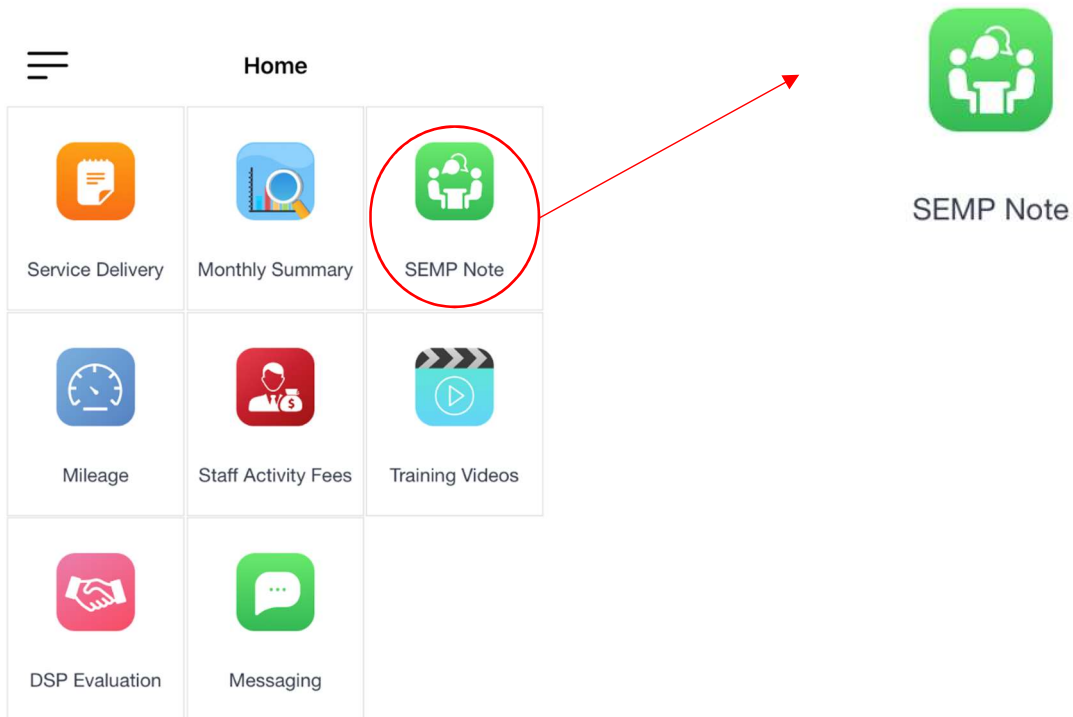 Home
SEMP Note
Service Delivery
Monthly Summary
SEMP Note
Mileage
Staff Activity Fees
Training Videos
DSP Evaluation
Messaging